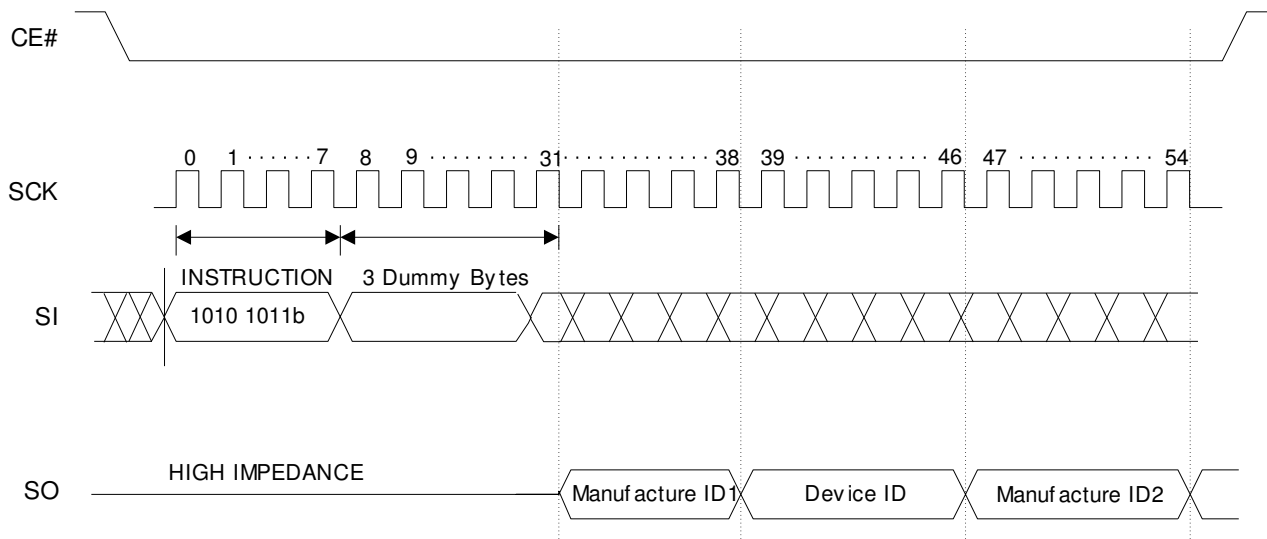 CE#
0 1 ······ 7 8 9 ········· 31 ············ 38 39 ············ 46 47 ············ 54
SCK
INSTRUCTION 3 Dummy Bytes
SI 1010 1011b
HIGH IMPEDANCE
SO Manufacture ID1 Device ID Manufacture ID2